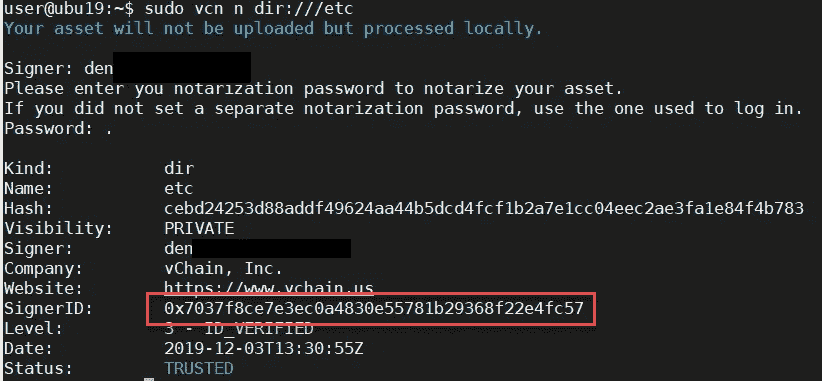 user@ubu19:~$ sudo vcn n dir:///etc
Your asset will not be uploaded but processed locally.
Signer: den
Please enter you notarization password to notarize your asset.
If you did not set a separate notarization password, use the one used to log in.
Password: .
Kind: dir
Name: etc
Hash: cebd24253d88addf49624aa44b5dcd4fcf1b2a7e1cc04eec2ae3fa1e84f4b783
Visibility: PRIVATE
Signer: den
Company: vChain, Inc.
Website: https://www.vchain.us
SignerID: 0x7037f8ce7e3ec0a4830e55781b29368f22e4fc57
Level: 3 - ID_VERIFIED
Date: 2019-12-03T13:30:55Z
Status: TRUSTED